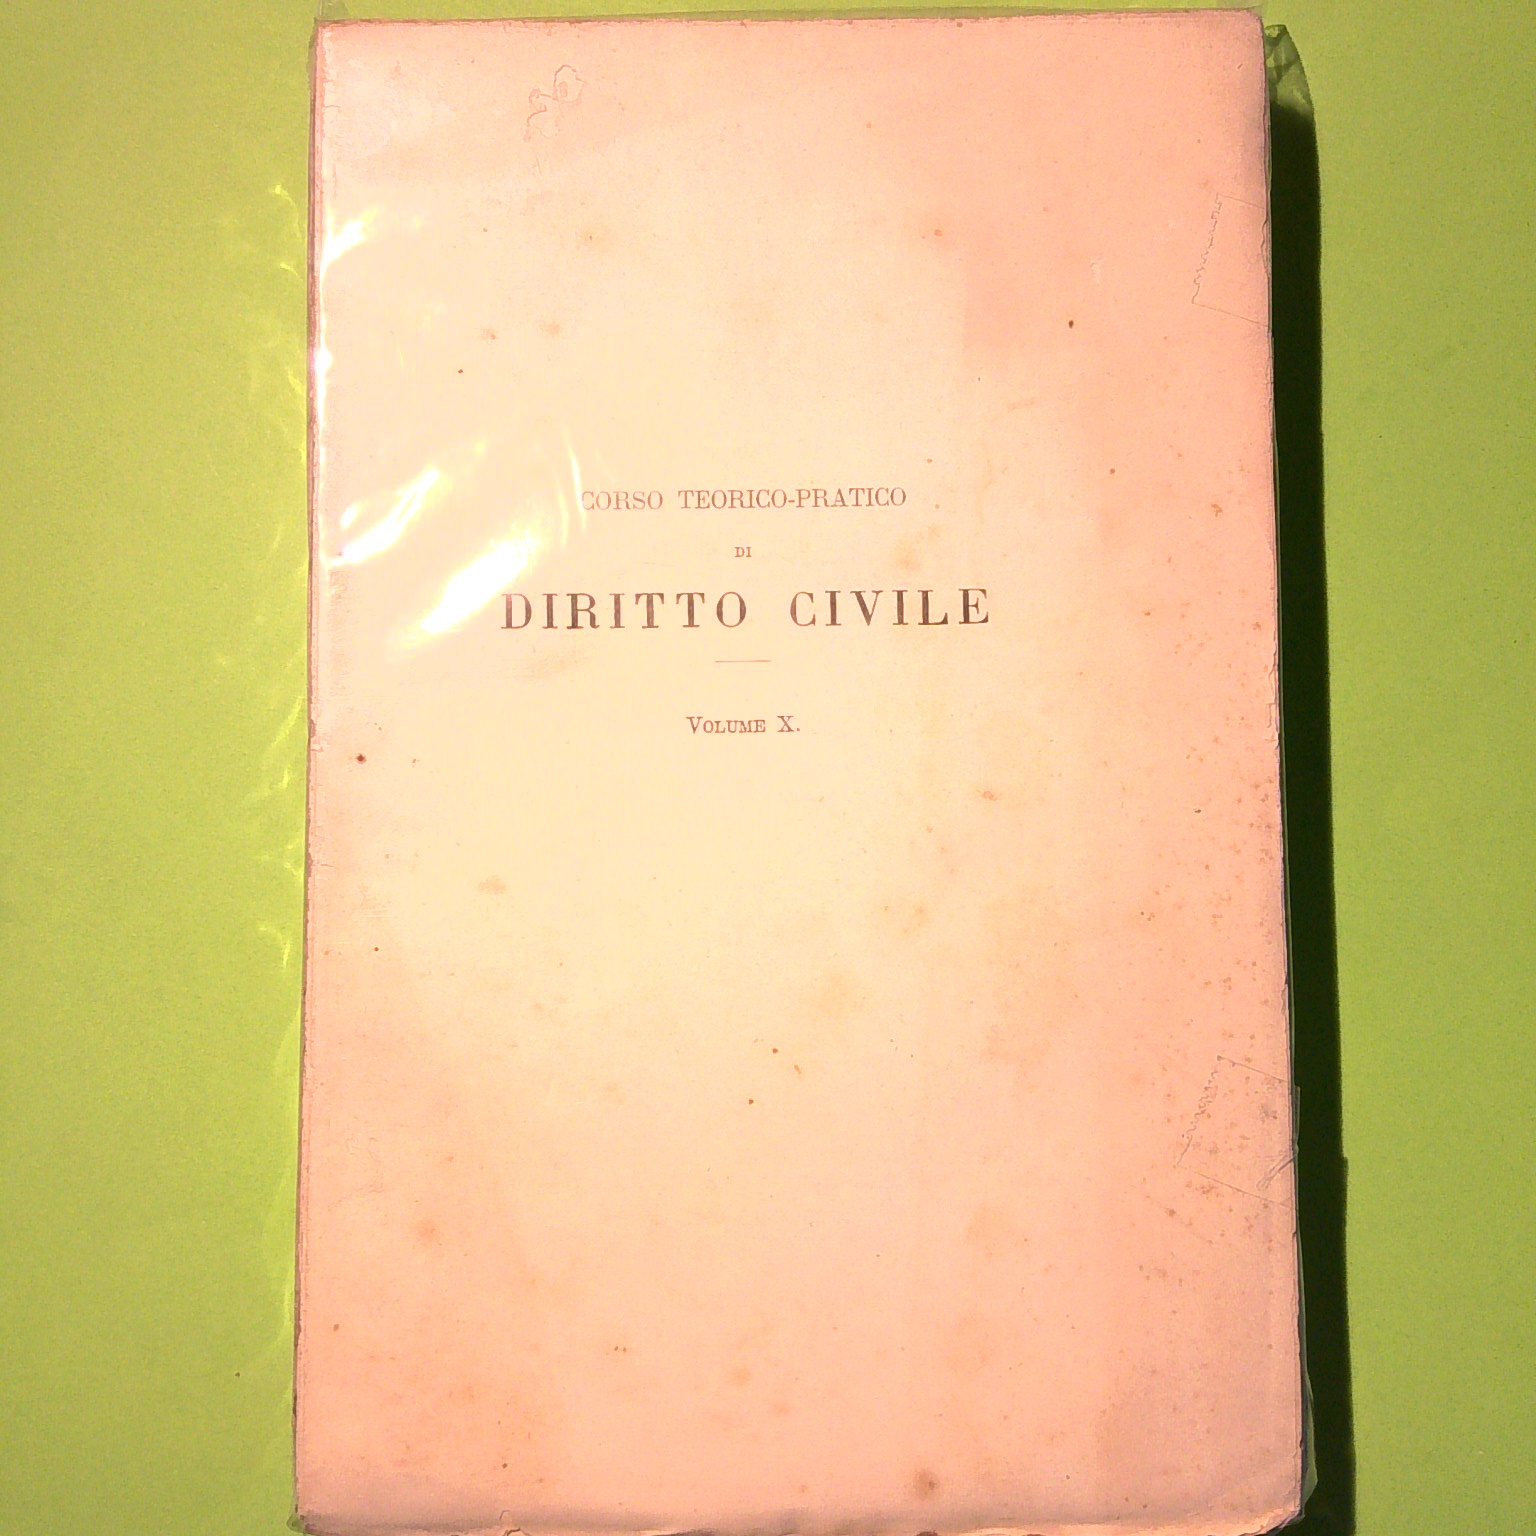 CORSO TEORICO-PRATICO
DI
DIRITTO CIVILE
VOLUME X.